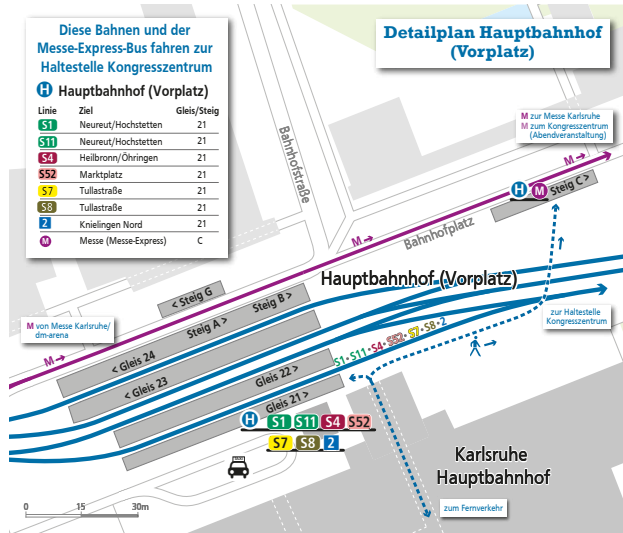 Diese Bahnen und der
Messe-Express-Bus fahren zur
Haltestelle Kongresszentrum
H Hauptbahnhof (Vorplatz)
Linie Ziel Gleis/Steig
S1 Neureut/Hochstetten 21
S11 Neureut/Hochstetten 21
S4 Heilbronn/Öhringen 21
S52 Marktplatz 21
S7 Tullastraße 21
S8 Tullastraße 21
2 Knielingen Nord 21
M Messe (Messe-Express) C
Detailplan Hauptbahnhof
(Vorplatz)
M zur Messe Karlsruhe
M zum Kongresszentrum
(Abendveranstaltung)
M →
H M Steig C >
Bahnhofstraße
M →
Bahnhofplatz
Hauptbahnhof (Vorplatz)
< Steig G
Steig B >
Steig A >
M von Messe Karlsruhe/
dm-arena
M →
< Gleis 24
< Gleis 23
Gleis 22 >
Gleis 21 >
S1 · S11 · S4 · S52 · S7 · S8 · 2
zur Haltestelle
Kongresszentrum
H S1 S11 S4 S52
S7 S8 2
TAXI
Karlsruhe
Hauptbahnhof
zum Fernverkehr
0 15 30m